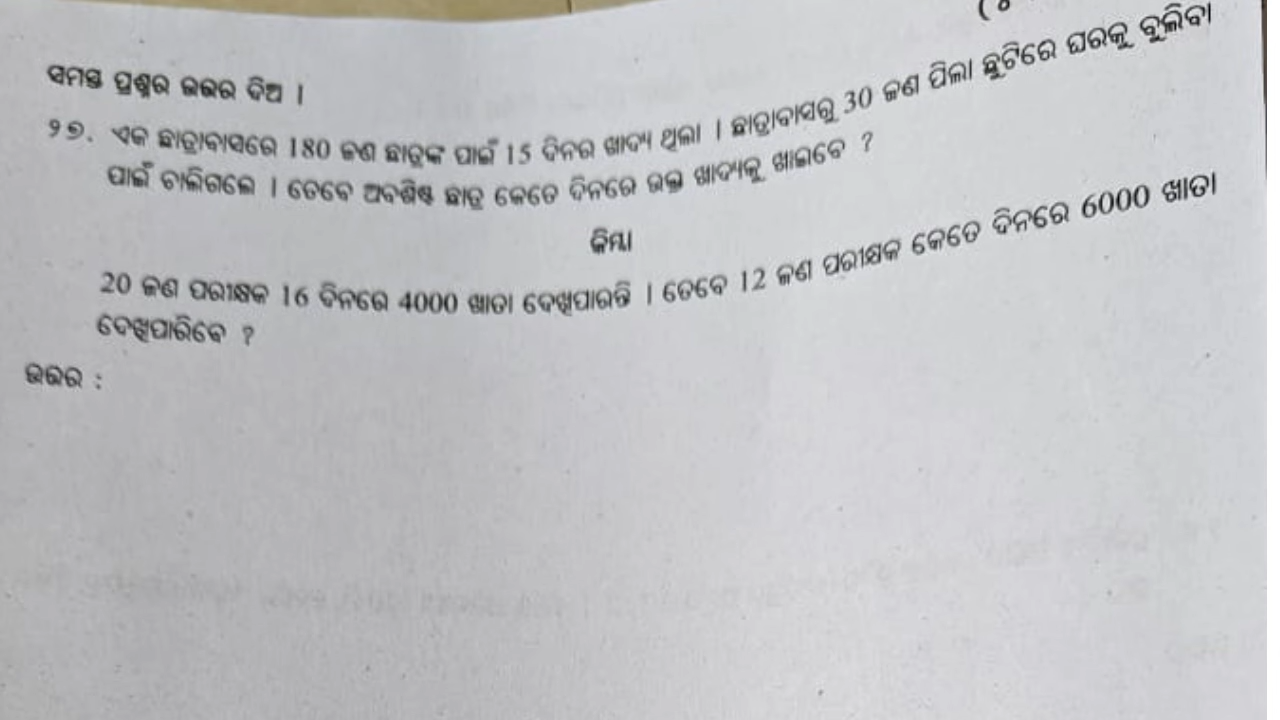 ସମସ୍ତ ପ୍ରଶ୍ନର ଉତ୍ତର ଦିଅ ।
୨୭. ଏକ ଛାତ୍ରାବାସରେ 180 ଜଣ ଛାତ୍ରଙ୍କ ପାଇଁ 15 ଦିନର ଖାଦ୍ୟ ଥିଲା । ଛାତ୍ରାବାସରୁ 30 ଜଣ ପିଲା ଛୁଟିରେ ଘରକୁ ବୁଲିବା
ପାଇଁ ଚାଲିଗଲେ । ତେବେ ଅବଶିଷ୍ଟ ଛାତ୍ର କେତେ ଦିନରେ ଉକ୍ତ ଖାଦ୍ୟକୁ ଖାଇବେ ?
କିମ୍ବା
20 ଜଣ ପରୀକ୍ଷକ 16 ଦିନରେ 4000 ଖାତା ଦେଖିପାରନ୍ତି । ତେବେ 12 ଜଣ ପରୀକ୍ଷକ କେତେ ଦିନରେ 6000 ଖାତା
ଦେଖିପାରିବେ ?
ଉତ୍ତର :